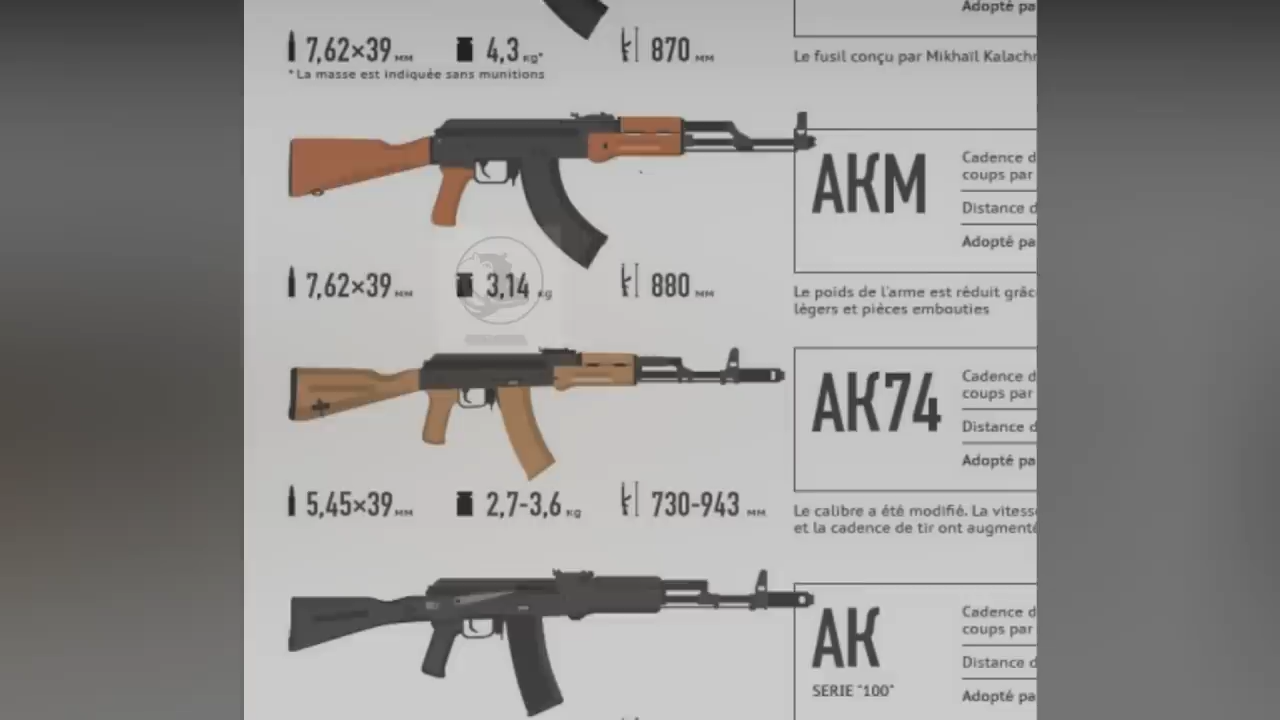 Adopté pa
7,62×39 мм 4,3 кg* 870 мм
* La masse est indiquée sans munitions
Le fusil conçu par Mikhaïl Kalachn
AKM
Cadence d
coups par
Distance d
Adopté pa
7,62×39 мм 3,14 кg 880 мм
Le poids de l'arme est réduit grâc
légers et pièces embouties
AK74
Cadence d
coups par
Distance d
Adopté pa
5,45×39 мм 2,7-3,6 кg 730-943 мм
Le calibre a été modifié. La vitess
et la cadence de tir ont augmenté
AK
SERIE "100"
Cadence d
coups par
Distance d
Adopté pa